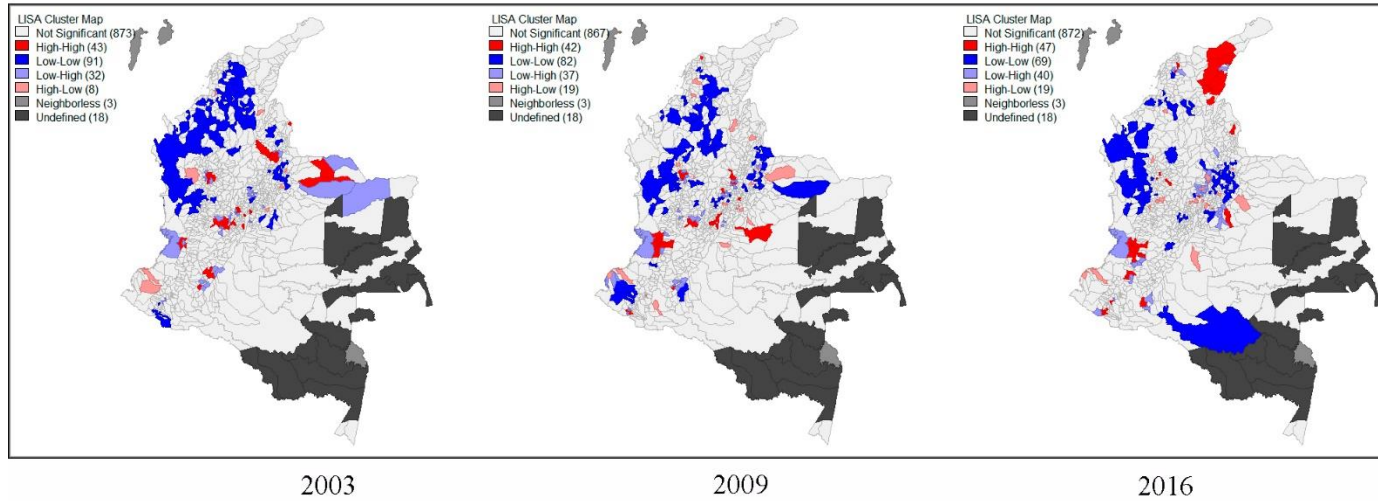 LISA Cluster Map
Not Significant (873)
High-High (43)
Low-Low (91)
Low-High (32)
High-Low (8)
Neighborless (3)
Undefined (18)
LISA Cluster Map
Not Significant (867)
High-High (42)
Low-Low (82)
Low-High (37)
High-Low (19)
Neighborless (3)
Undefined (18)
LISA Cluster Map
Not Significant (872)
High-High (47)
Low-Low (69)
Low-High (40)
High-Low (19)
Neighborless (3)
Undefined (18)
2003
2009
2016